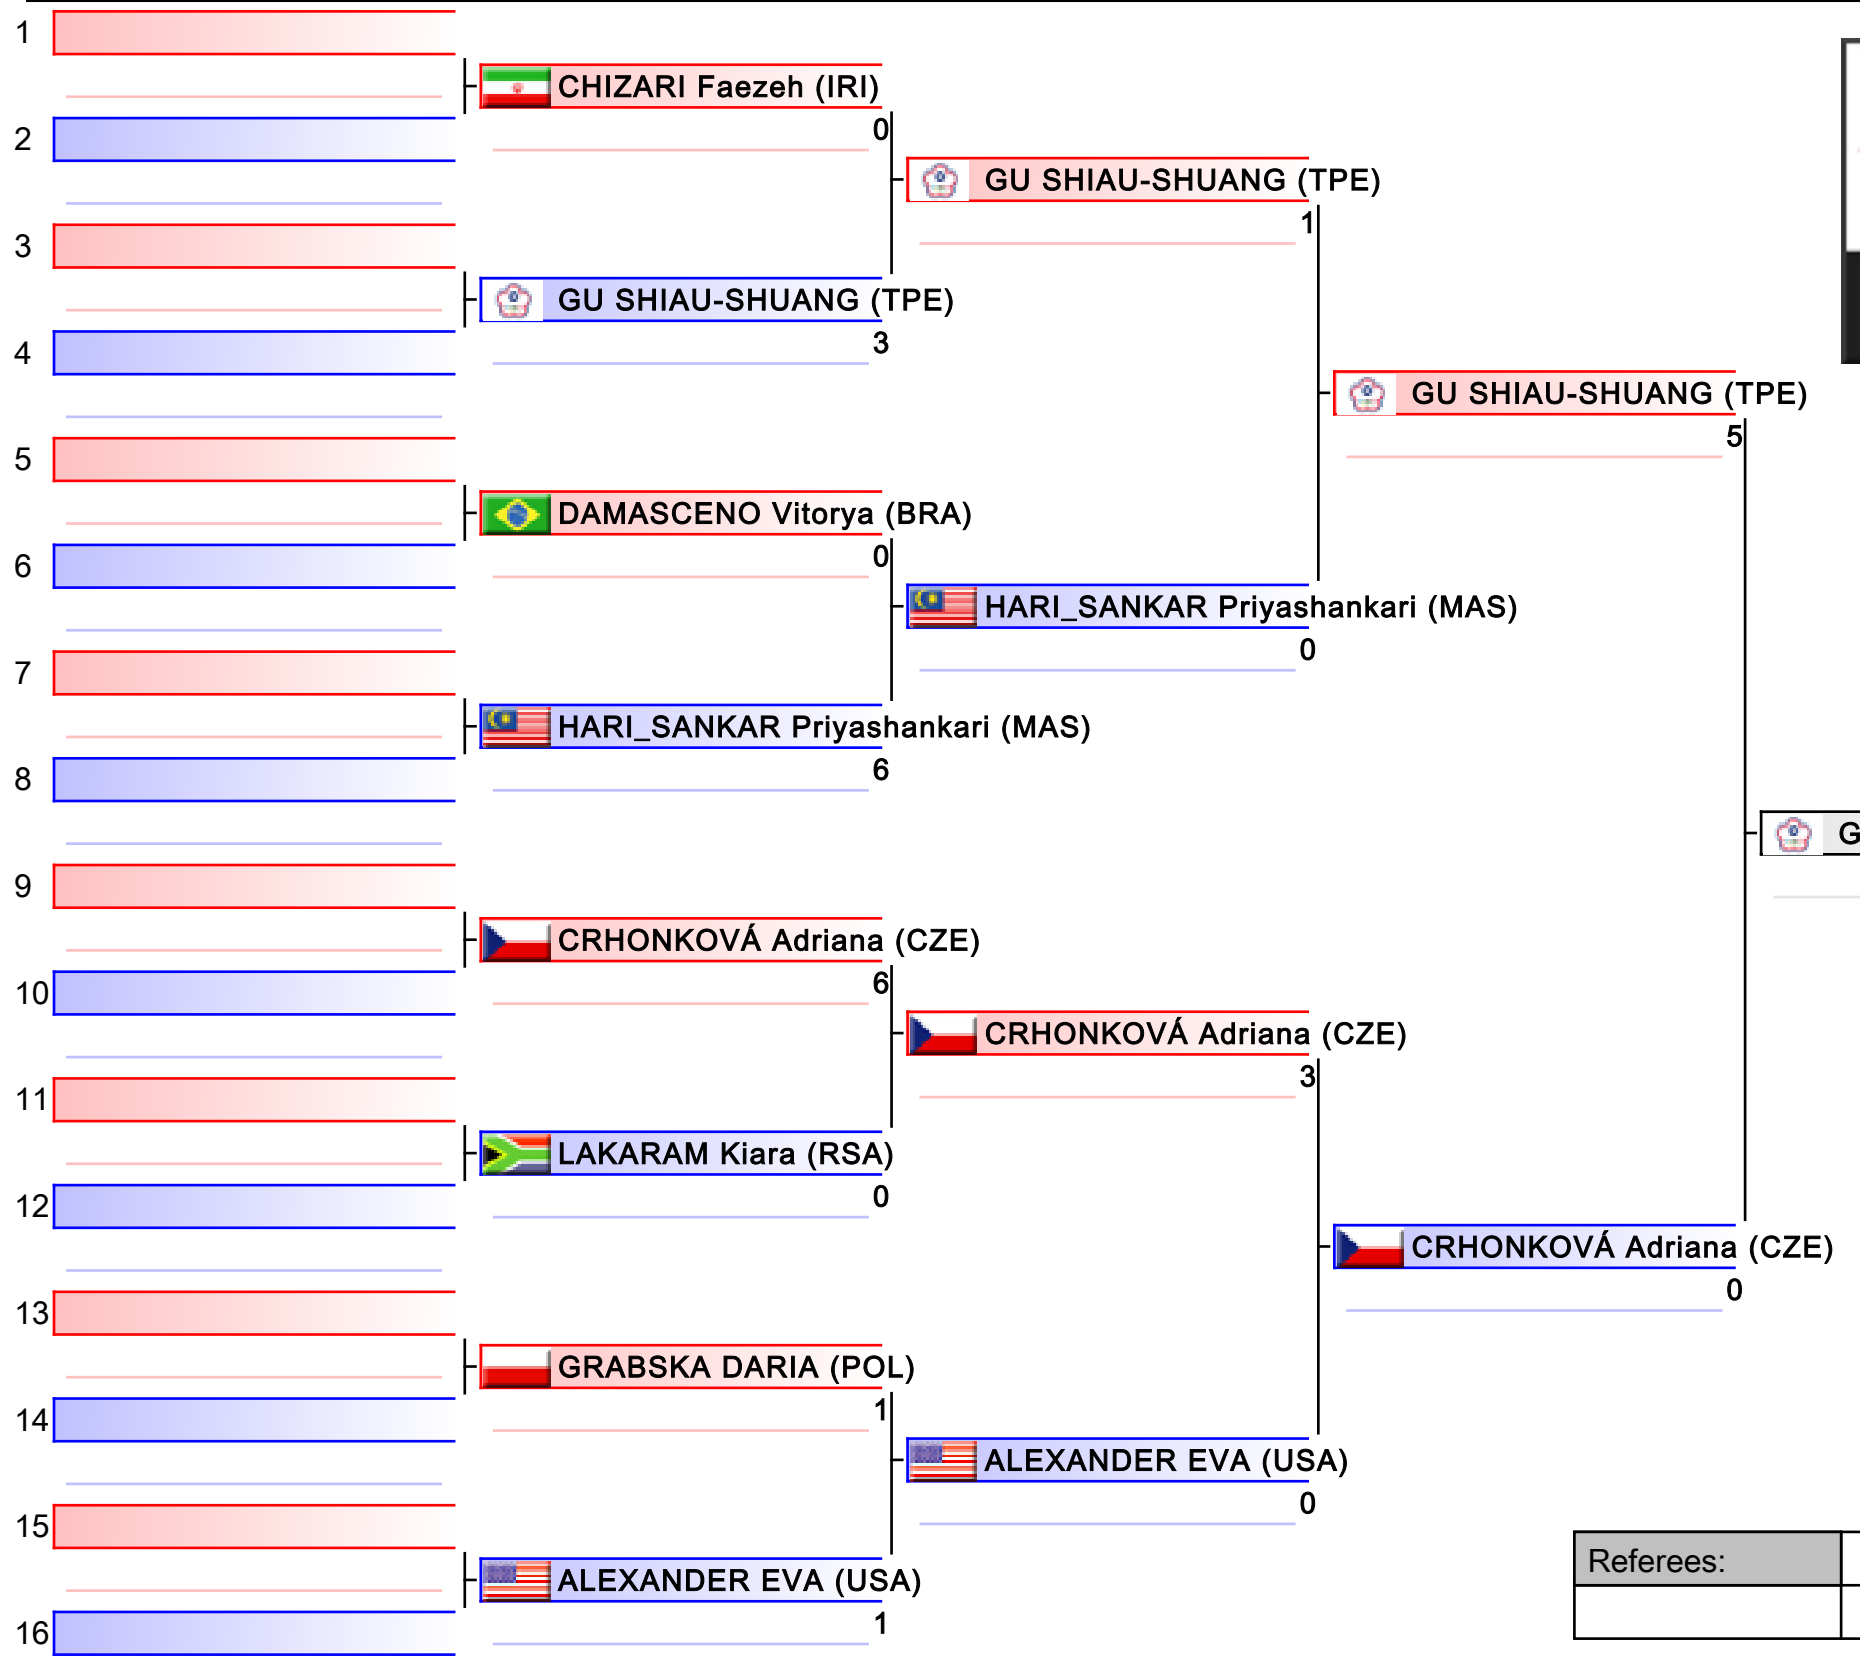 1
CHIZARI Faezeh (IRI)
0
2
GU SHIAU-SHUANG (TPE)
1
3
GU SHIAU-SHUANG (TPE)
3
4
GU SHIAU-SHUANG (TPE)
5
5
DAMASCENO Vitorya (BRA)
0
6
HARI_SANKAR Priyashankari (MAS)
0
7
HARI_SANKAR Priyashankari (MAS)
6
8
G
9
CRHONKOVÁ Adriana (CZE)
6
10
CRHONKOVÁ Adriana (CZE)
3
11
LAKARAM Kiara (RSA)
0
12
CRHONKOVÁ Adriana (CZE)
0
13
GRABSKA DARIA (POL)
1
14
ALEXANDER EVA (USA)
0
15
Referees:
ALEXANDER EVA (USA)
1
16